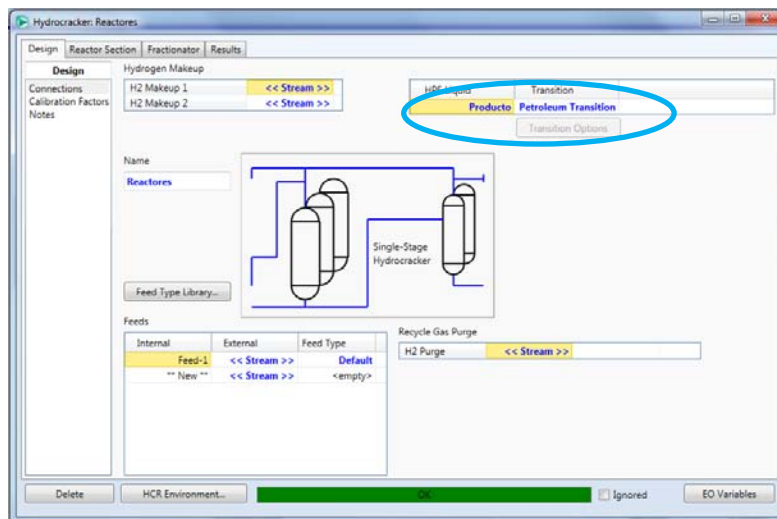 Hydrocracker: Reactores
Design Reactor Section Fractionator Results
Design
Connections
Calibration Factors
Notes
Hydrogen Makeup
H2 Makeup 1 << Stream >>
H2 Makeup 2 << Stream >>
HPS Liquid Transition
Producto Petroleum Transition
Transition Options
Name
Reactores
Single-Stage
Hydrocracker
Feed Type Library...
Feeds
Internal External Feed Type
Feed-1 << Stream >> Default
** New ** << Stream >> <empty>
Recycle Gas Purge
H2 Purge << Stream >>
Delete HCR Environment... OK Ignored EO Variables